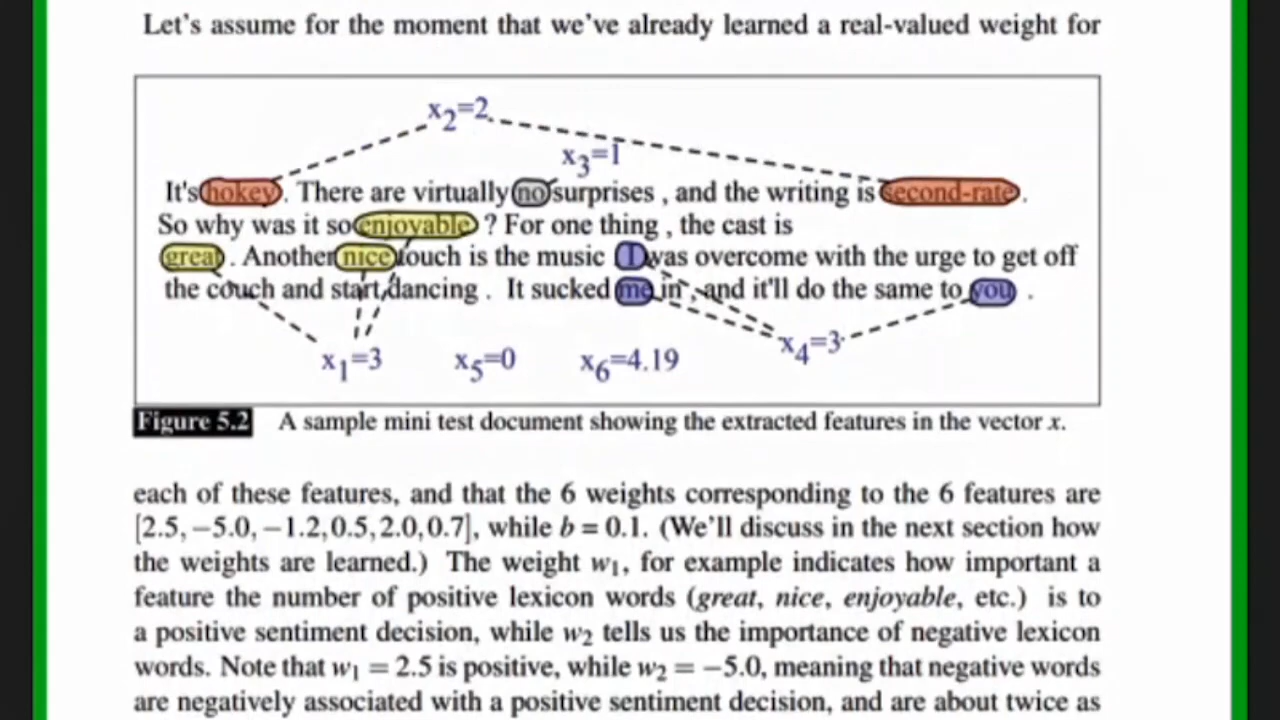 Let's assume for the moment that we've already learned a real-valued weight for
x2=2
x3=1
It's hokey. There are virtually no surprises , and the writing is second-rate .
So why was it so enjoyable ? For one thing , the cast is
great . Another nice touch is the music I was overcome with the urge to get off
the couch and start dancing . It sucked me in , and it'll do the same to you .
x4=3
x1=3 x5=0 x6=4.19
Figure 5.2 A sample mini test document showing the extracted features in the vector x.
each of these features, and that the 6 weights corresponding to the 6 features are
[2.5, −5.0, −1.2, 0.5, 2.0, 0.7], while b = 0.1. (We'll discuss in the next section how
the weights are learned.) The weight w1, for example indicates how important a
feature the number of positive lexicon words (great, nice, enjoyable, etc.) is to
a positive sentiment decision, while w2 tells us the importance of negative lexicon
words. Note that w1 = 2.5 is positive, while w2 = −5.0, meaning that negative words
are negatively associated with a positive sentiment decision, and are about twice as